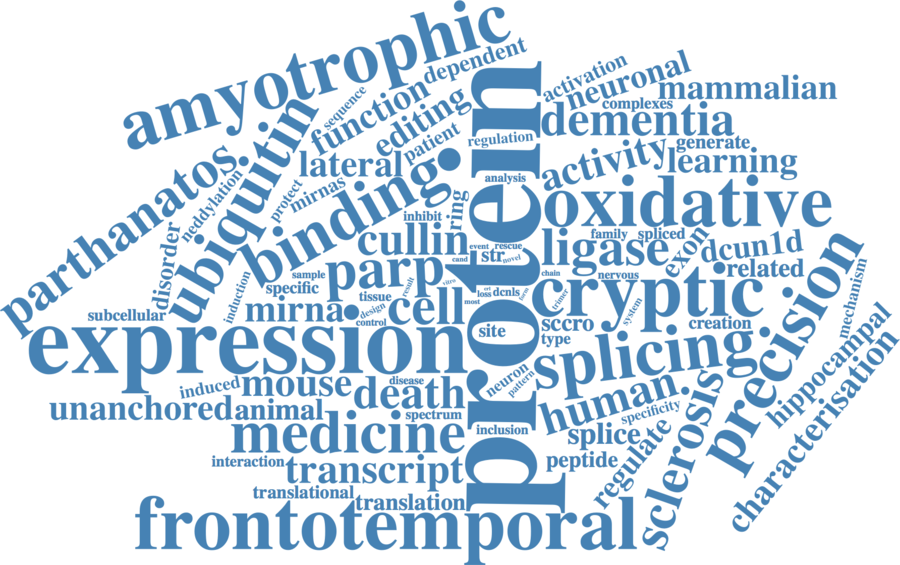 amyotrophic
dependent
sequence
function
editing
patient
activation
neuronal
complexes
mammalian
dementia
regulation
generate
learning
activity
analysis
lateral
ubiquitin
parthanatos
neddylation
protect
mirnas
binding
ring
inhibit
protein
oxidative
family
spliced
ligase
exon
dcun1d
related
cullin
event
rescue
cand
str
novel
disorder
induction
sample
specific
parp
tissue
result
vitro
chain
nervous
cryptic
trimer
system
mechanism
precision
hippocampal
characterisation
subcellular
mirna
design
control
cell
most
loss
dcnls
form
site
sccro
type
creation
expression
splicing
neuron
pattern
induced
mouse
disease
death
unanchored
animal
spectrum
human
specificity
medicine
inclusion
splice
regulate
sclerosis
interaction
transcript
peptide
translational
translation
frontotemporal